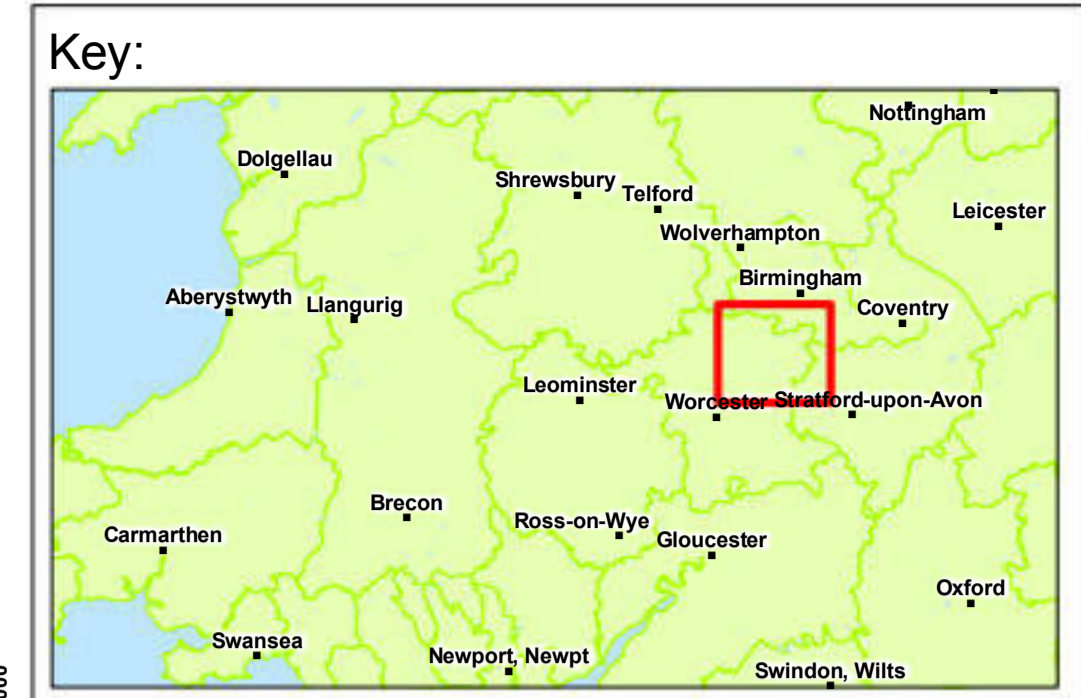 Key:
Nottingham
Dolgellau
Shrewsbury
Telford
Leicester
Wolverhampton
Birmingham
Aberystwyth
Llangurig
Coventry
Leominster
Worcester
Stratford-upon-Avon
Brecon
Ross-on-Wye
Carmarthen
Gloucester
Oxford
Swansea
Newport, Newpt
Swindon, Wilts